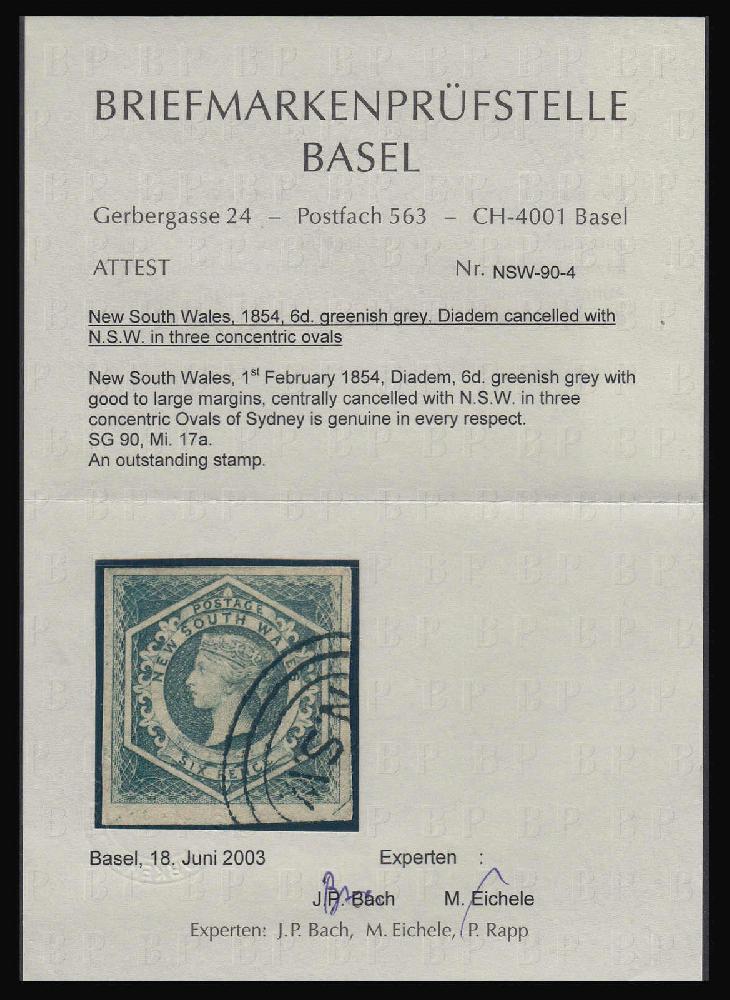 BRIEFMARKENPRÜFSTELLE
BASEL
Gerbergasse 24 – Postfach 563 – CH-4001 Basel
ATTEST Nr. NSW-90-4
New South Wales, 1854, 6d. greenish grey, Diadem cancelled with
N.S.W. in three concentric ovals
New South Wales, 1st February 1854, Diadem, 6d. greenish grey with
good to large margins, centrally cancelled with N.S.W. in three
concentric Ovals of Sydney is genuine in every respect.
SG 90, Mi. 17a.
An outstanding stamp.
POSTAGE
NEW SOUTH WALES
SIX PENCE
N.S.W
Basel, 18. Juni 2003 Experten :
J.P. Bach M. Eichele
Experten: J.P. Bach, M. Eichele, P. Rapp